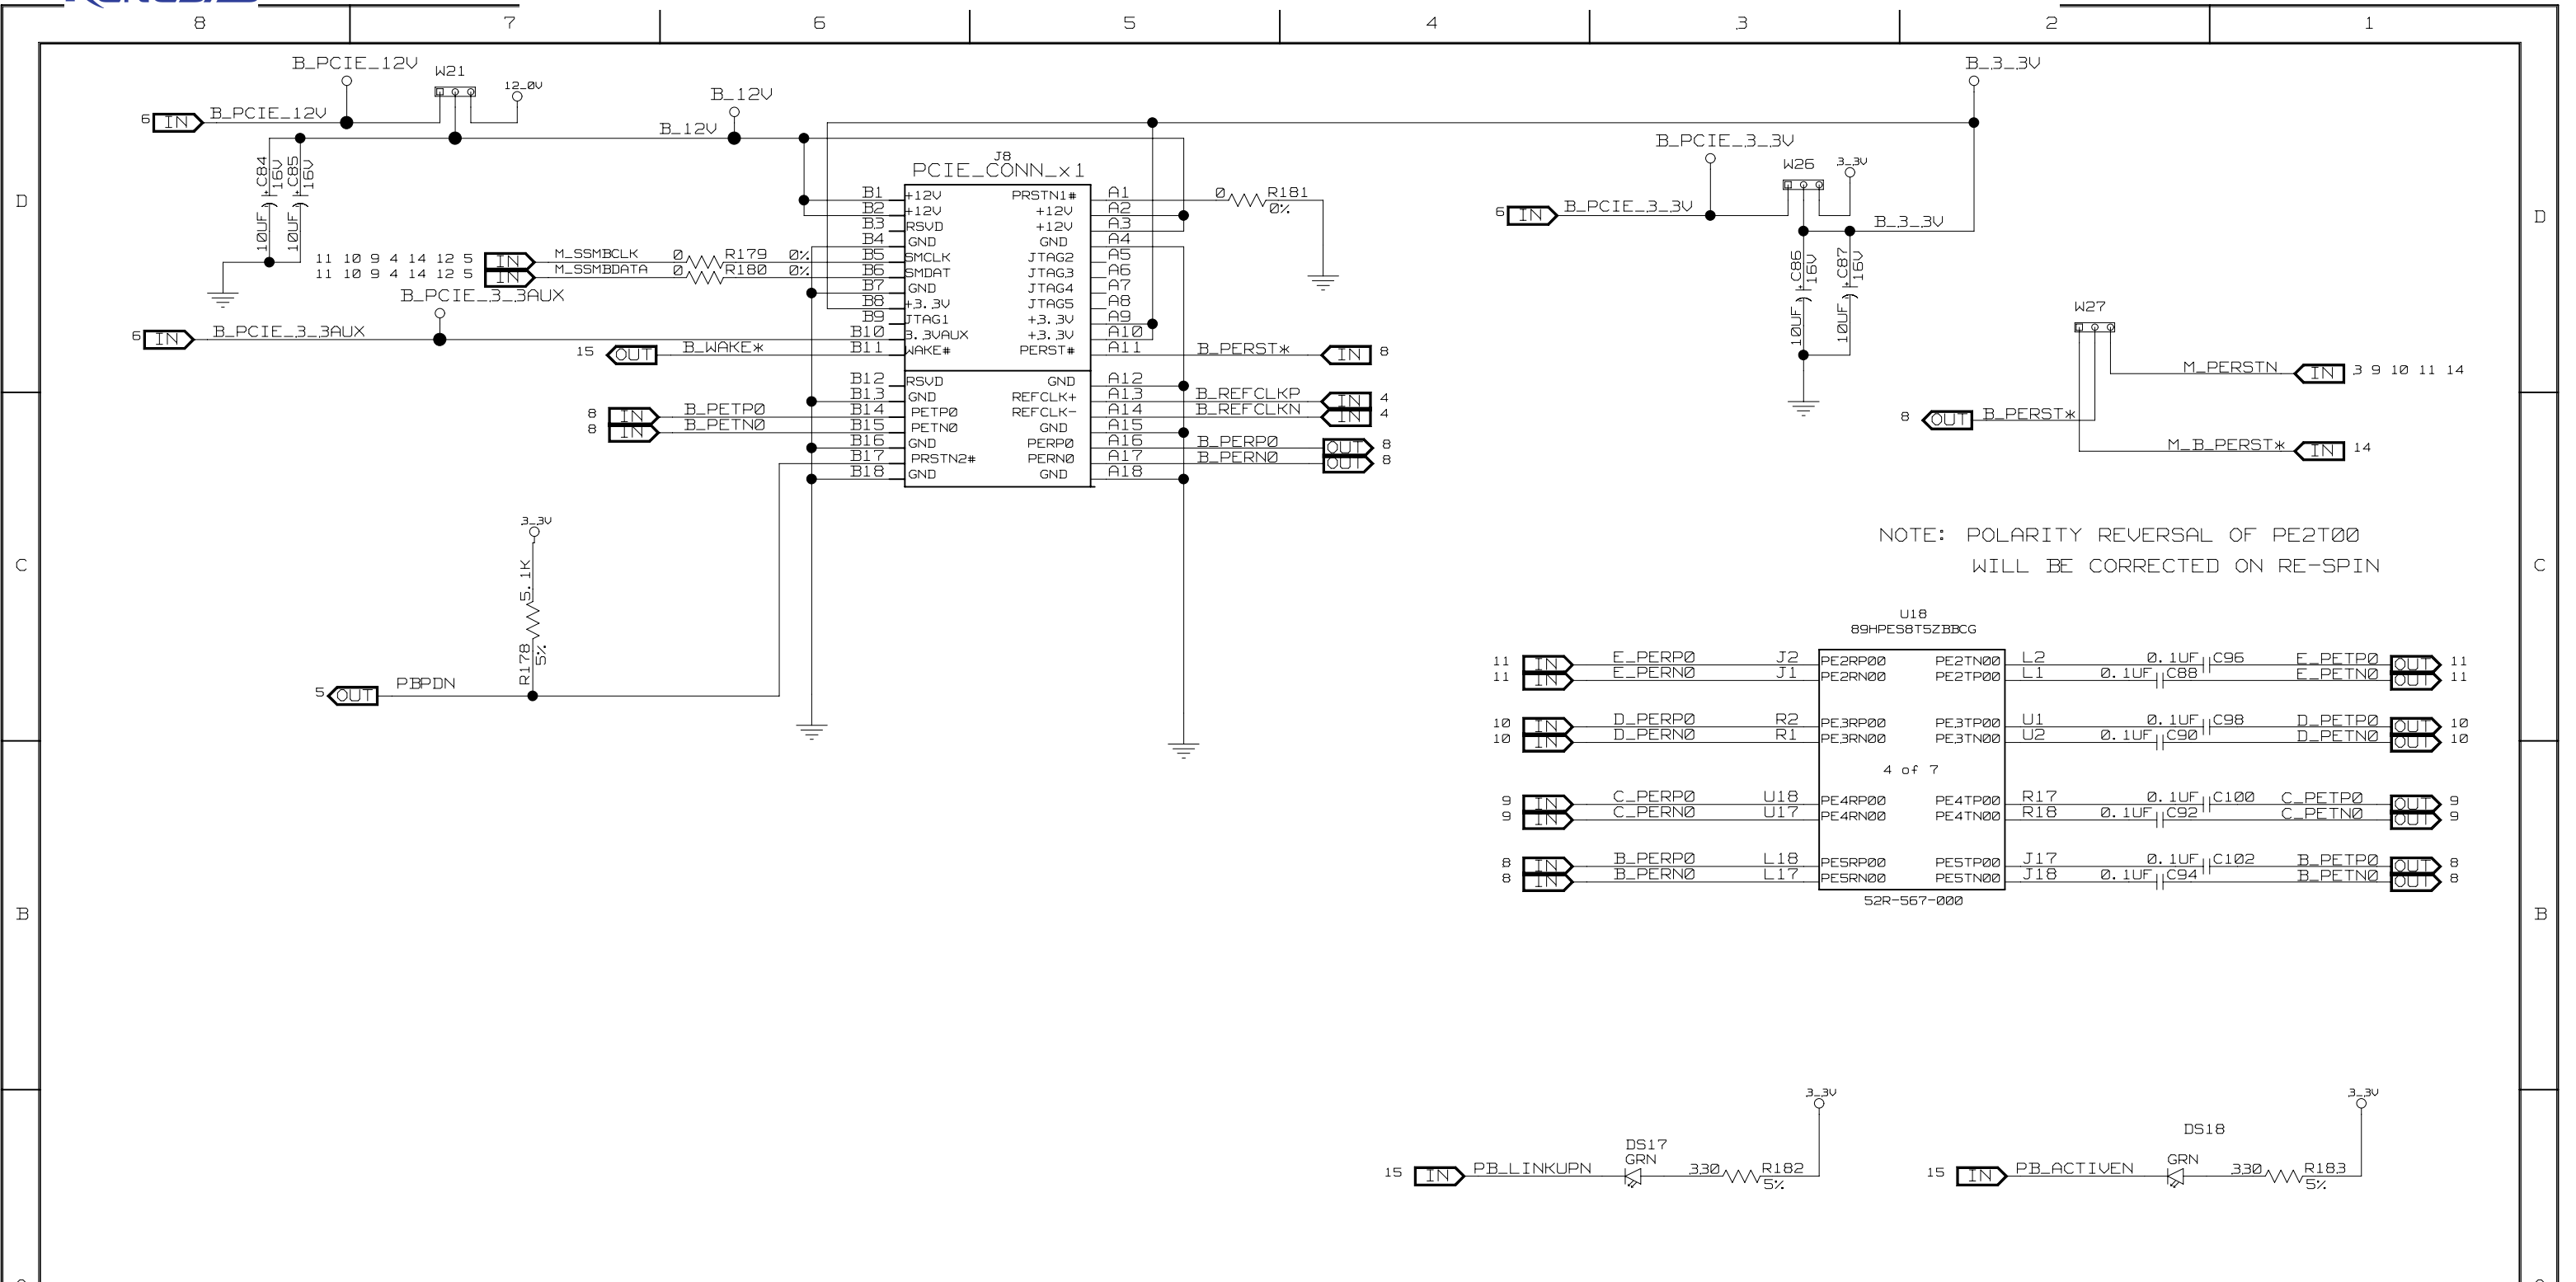 RENESAS
8 7 6 5 4 3 2 1
B_PCIE_12V
W21
12_0V
6 IN B_PCIE_12V
B_12V
B_12V
C84 16V 10UF
C85 16V 10UF
J8
PCIE_CONN_x1
B1 +12V PRSTN1# A1
B2 +12V +12V A2
B3 RSVD +12V A3
B4 GND GND A4
B5 SMCLK JTAG2 A5
B6 SMDAT JTAG3 A6
B7 GND JTAG4 A7
B8 +3.3V JTAG5 A8
B9 JTAG1 +3.3V A9
B10 3.3VAUX +3.3V A10
B11 WAKE# PERST# A11
B12 RSVD GND A12
B13 GND REFCLK+ A13
B14 PETP0 REFCLK- A14
B15 PETN0 GND A15
B16 GND PERP0 A16
B17 PRSTN2# PERN0 A17
B18 GND GND A18
0 R181
0%
11 10 9 4 14 12 5 IN M_SSMBCLK 0 R179 0%
11 10 9 4 14 12 5 IN M_SSMBDATA 0 R180 0%
B_PCIE_3_3AUX
6 IN B_PCIE_3_3AUX
15 OUT B_WAKE*
B_PERST* IN 8
8 IN B_PETP0
8 IN B_PETN0
B_REFCLKP IN 4
B_REFCLKN IN 4
B_PERP0 OUT 8
B_PERN0 OUT 8
3_3V
5.1K
R178
5%
5 OUT PBPDN
B_3_3V
B_PCIE_3_3V
W26
3_3V
6 IN B_PCIE_3_3V
B_3_3V
C86 16V 10UF
C87 16V 10UF
W27
M_PERSTN IN 3 9 10 11 14
8 OUT B_PERST*
M_B_PERST* IN 14
D D
NOTE: POLARITY REVERSAL OF PE2T00
WILL BE CORRECTED ON RE-SPIN
C C
U18
89HPES8T5ZBBCG
11 IN E_PERP0 J2 PE2RP00 PE2TN00 L2 0.1UF C96 E_PETP0 OUT 11
11 IN E_PERN0 J1 PE2RN00 PE2TP00 L1 0.1UF C88 E_PETN0 OUT 11
10 IN D_PERP0 R2 PE3RP00 PE3TP00 U1 0.1UF C98 D_PETP0 OUT 10
10 IN D_PERN0 R1 PE3RN00 PE3TN00 U2 0.1UF C90 D_PETN0 OUT 10
4 of 7
9 IN C_PERP0 U18 PE4RP00 PE4TP00 R17 0.1UF C100 C_PETP0 OUT 9
9 IN C_PERN0 U17 PE4RN00 PE4TN00 R18 0.1UF C92 C_PETN0 OUT 9
8 IN B_PERP0 L18 PE5RP00 PE5TP00 J17 0.1UF C102 B_PETP0 OUT 8
8 IN B_PERN0 L17 PE5RN00 PE5TN00 J18 0.1UF C94 B_PETN0 OUT 8
52R-567-000
B B
3_3V
DS17
GRN
15 IN PB_LINKUPN 330 R182
5%
3_3V
DS18
GRN
15 IN PB_ACTIVEN 330 R183
5%